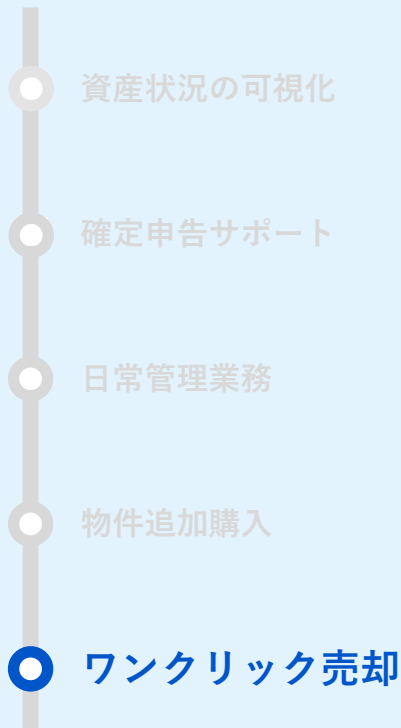 資産状況の可視化
確定申告サポート
日常管理業務
物件追加購入
ワンクリック売却